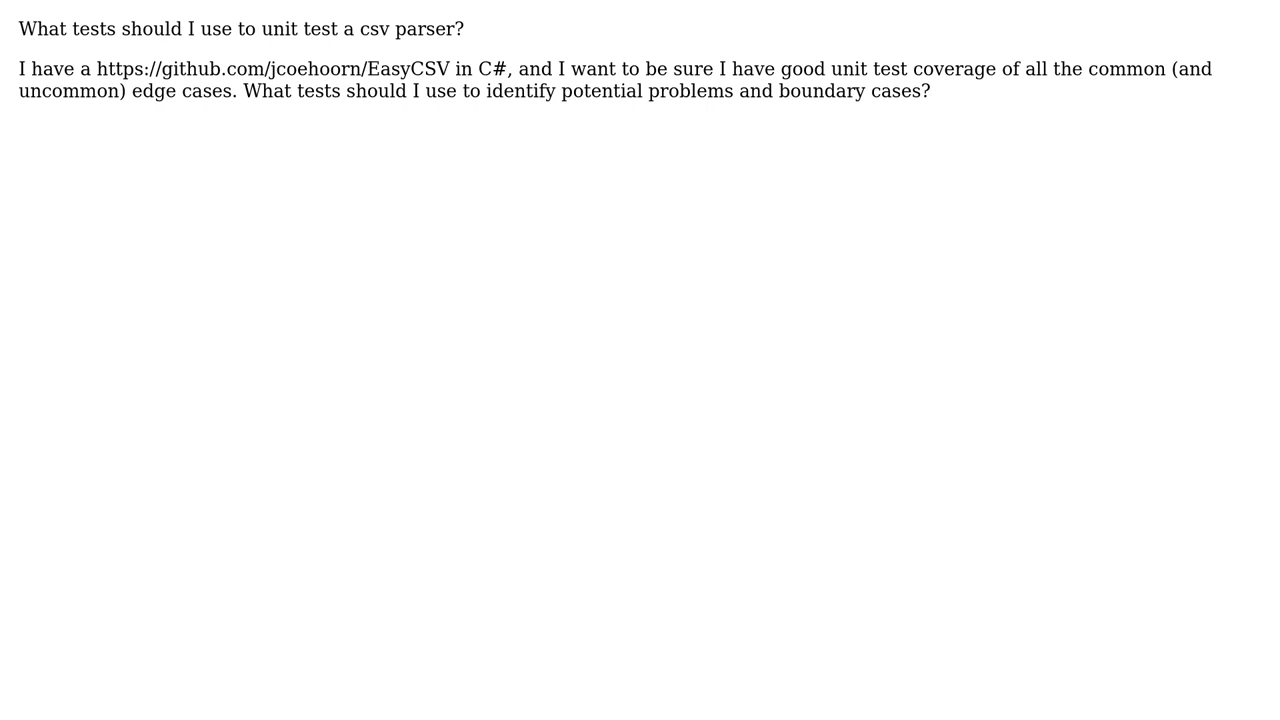 What tests should I use to unit test a csv parser?
I have a https://github.com/jcoehoorn/EasyCSV in C#, and I want to be sure I have good unit test coverage of all the common (and
uncommon) edge cases. What tests should I use to identify potential problems and boundary cases?